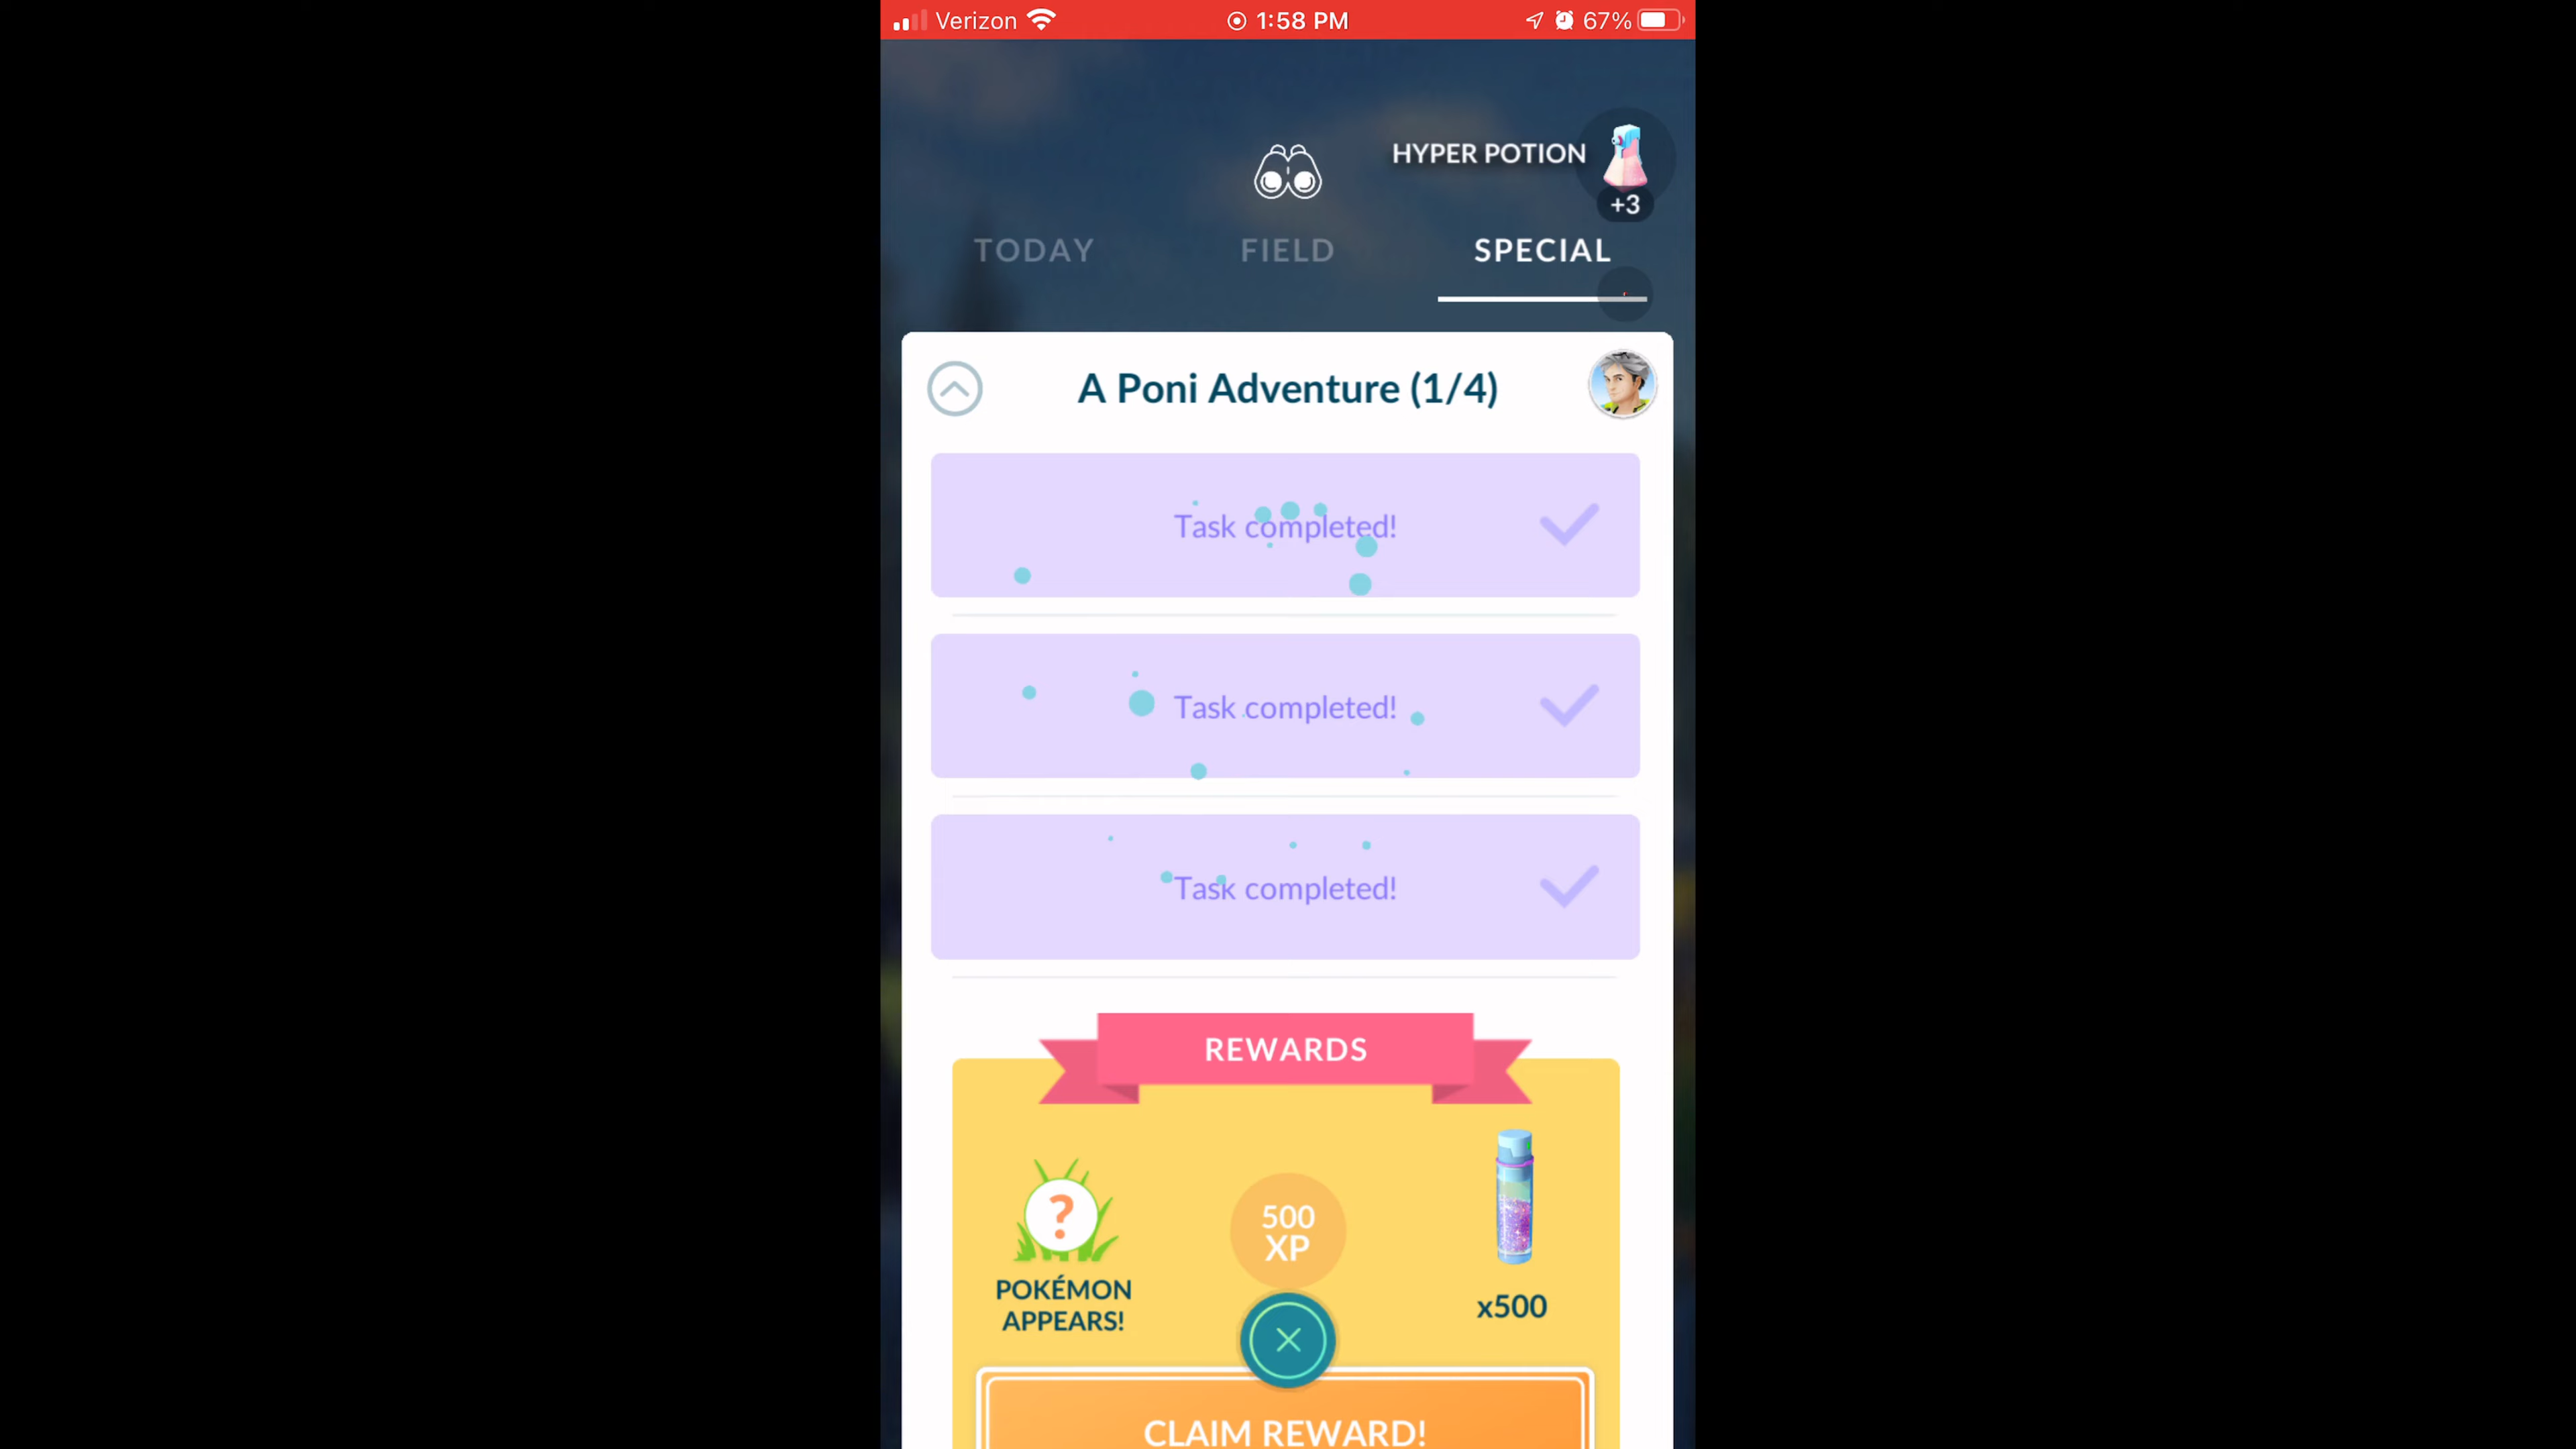 Verizon 1:58 PM 67%
HYPER POTION
+3
TODAY FIELD SPECIAL
A Poni Adventure (1/4)
Task completed!
Task completed!
Task completed!
REWARDS
?
POKÉMON
APPEARS!
500
XP
x500
CLAIM REWARD!